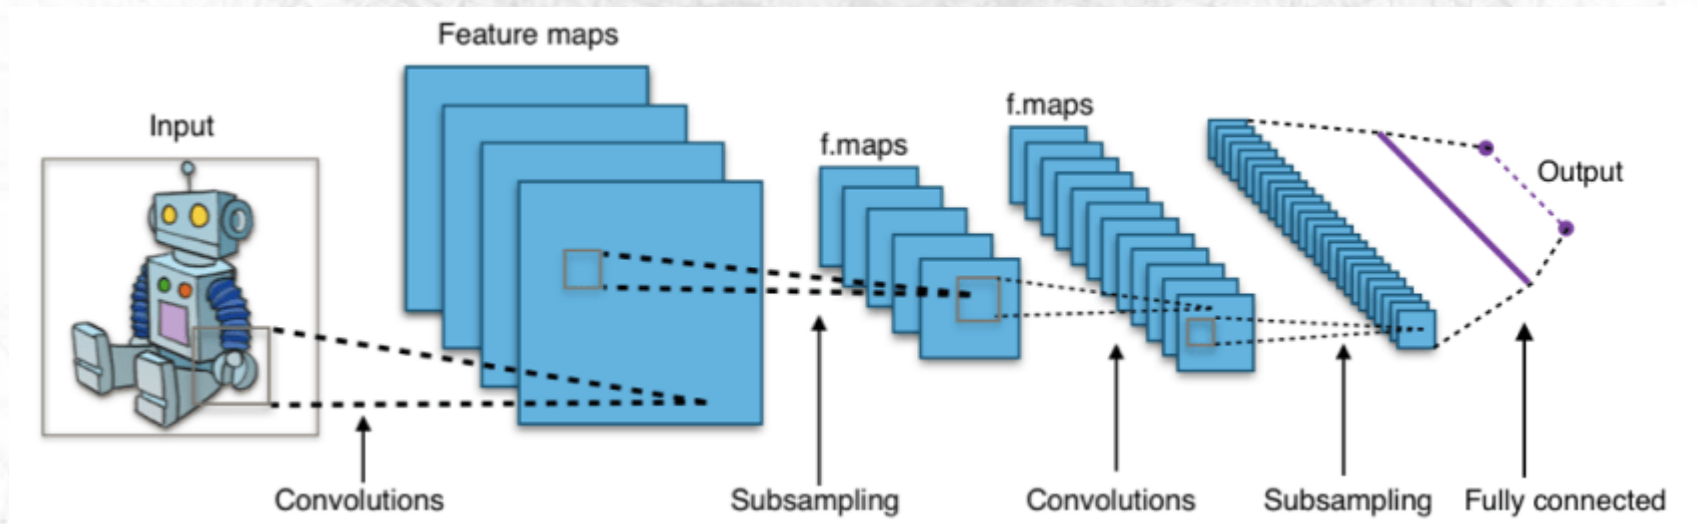 Feature maps
f.maps
Input
f.maps
Output
Convolutions
Subsampling
Convolutions
Subsampling
Fully connected